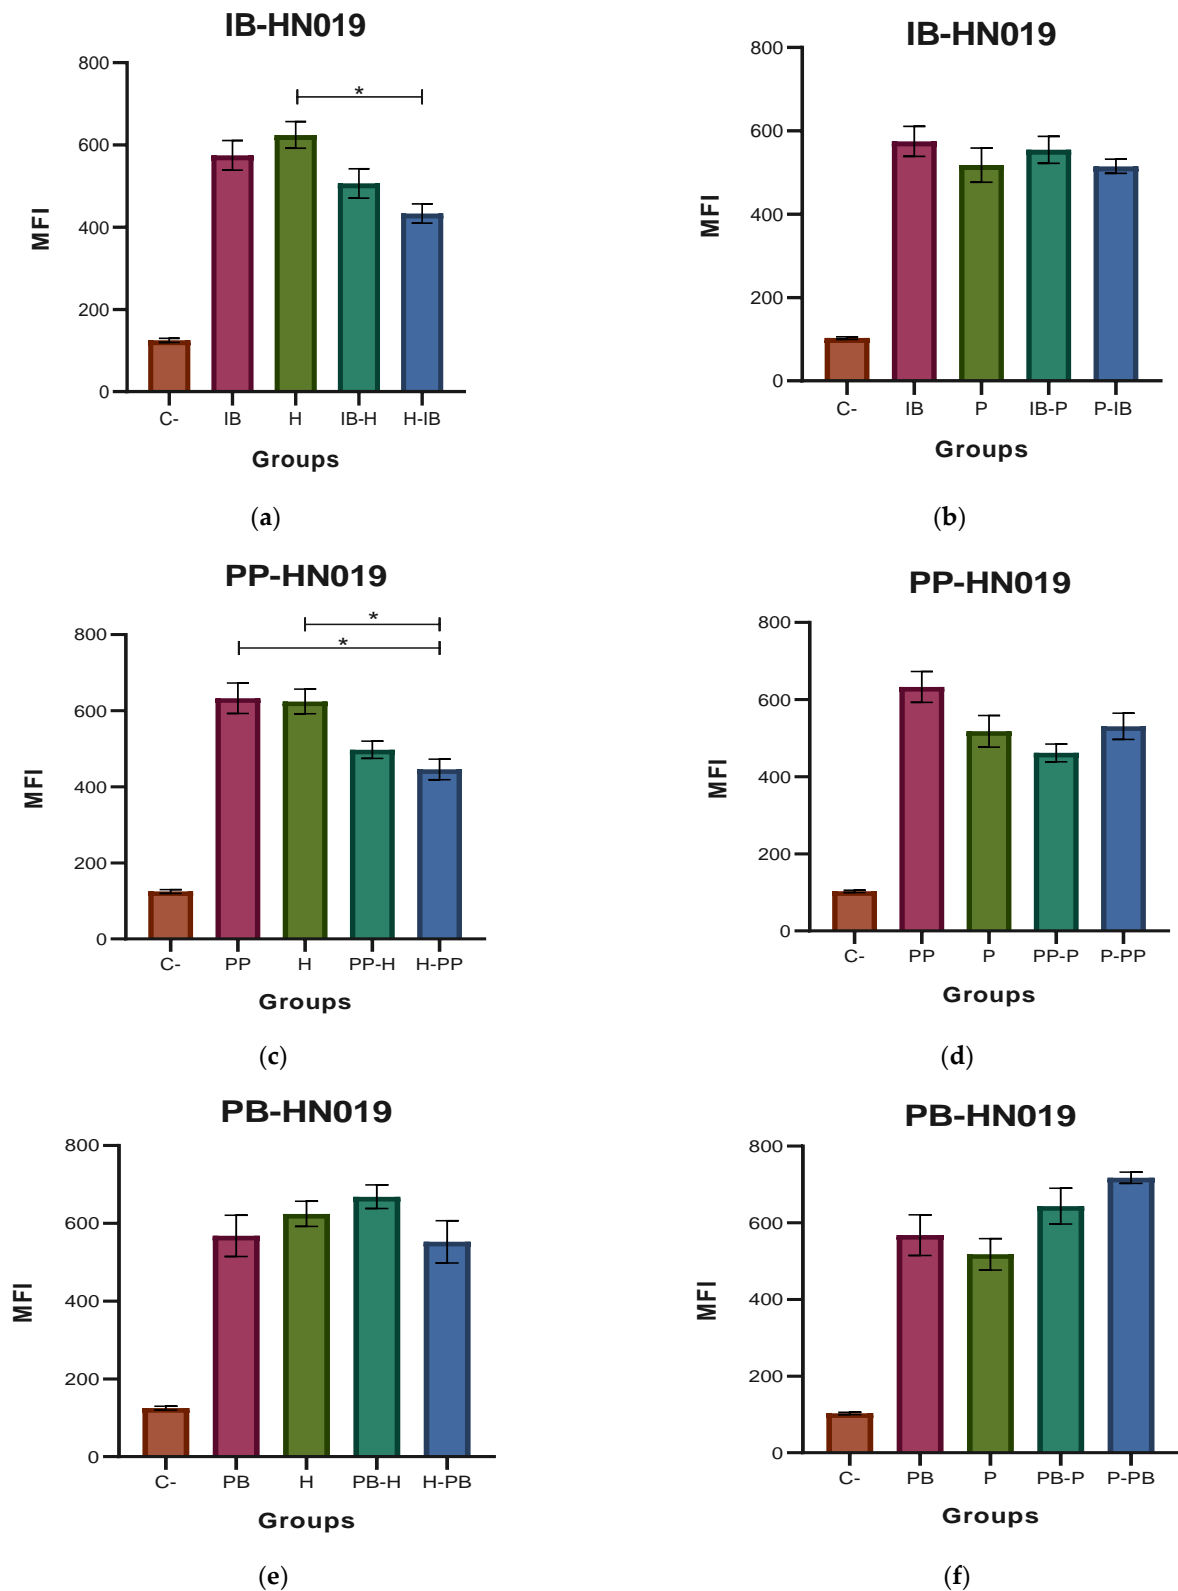 IB-HN019
800
600
400
200
0
MFI
*
C- IB H IB-H H-IB
Groups
(a)
IB-HN019
800
600
400
200
0
MFI
C- IB P IB-P P-IB
Groups
(b)
PP-HN019
800
600
400
200
0
MFI
*
*
C- PP H PP-H H-PP
Groups
(c)
PP-HN019
800
600
400
200
0
MFI
C- PP P PP-P P-PP
Groups
(d)
PB-HN019
800
600
400
200
0
MFI
C- PB H PB-H H-PB
Groups
(e)
PB-HN019
800
600
400
200
0
MFI
C- PB P PB-P P-PB
Groups
(f)